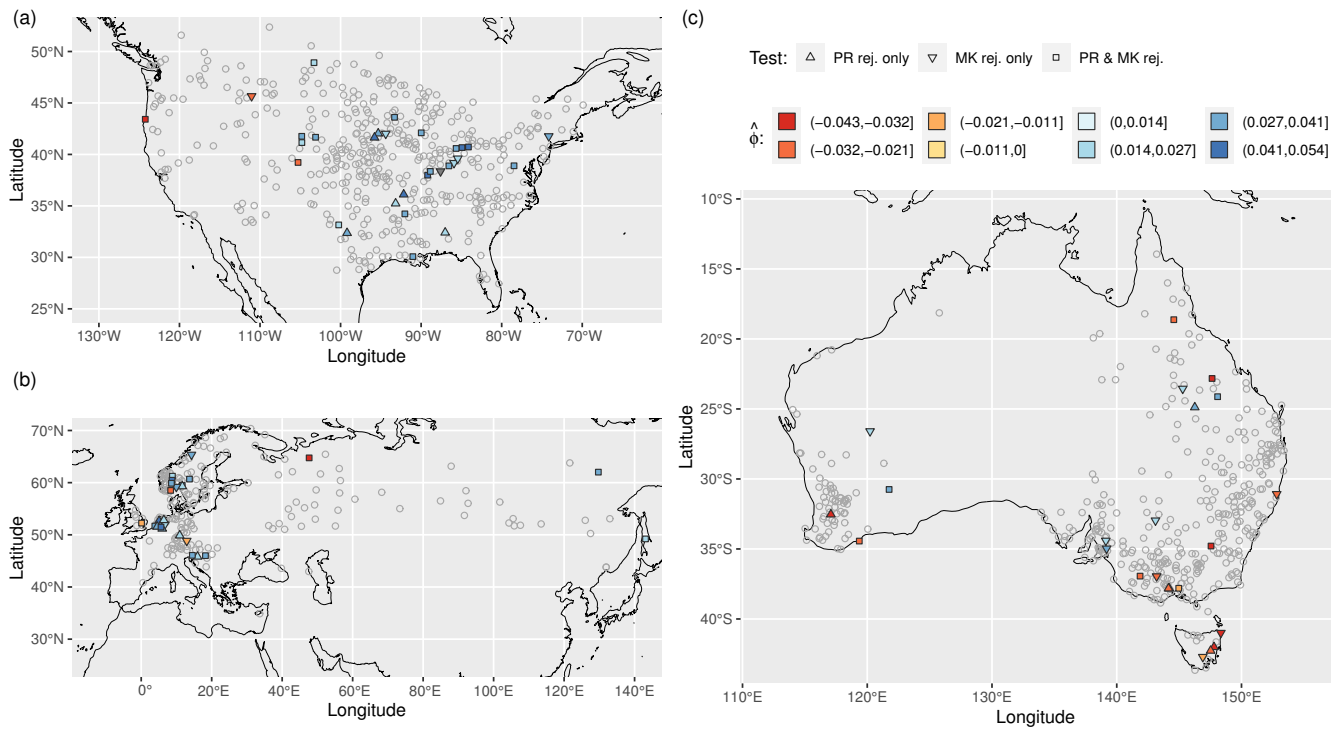 (a)
50°N
45°N
40°N
35°N
30°N
25°N
Latitude
130°W 120°W 110°W 100°W 90°W 80°W 70°W
Longitude
(b)
70°N
60°N
50°N
40°N
30°N
Latitude
0° 20°E 40°E 60°E 80°E 100°E 120°E 140°E
Longitude
(c)
Test: PR rej. only MK rej. only PR & MK rej.
ϕ̂:
(−0.043,−0.032] (−0.021,−0.011] (0,0.014] (0.027,0.041]
(−0.032,−0.021] (−0.011,0] (0.014,0.027] (0.041,0.054]
10°S
15°S
20°S
25°S
30°S
35°S
40°S
Latitude
110°E 120°E 130°E 140°E 150°E
Longitude